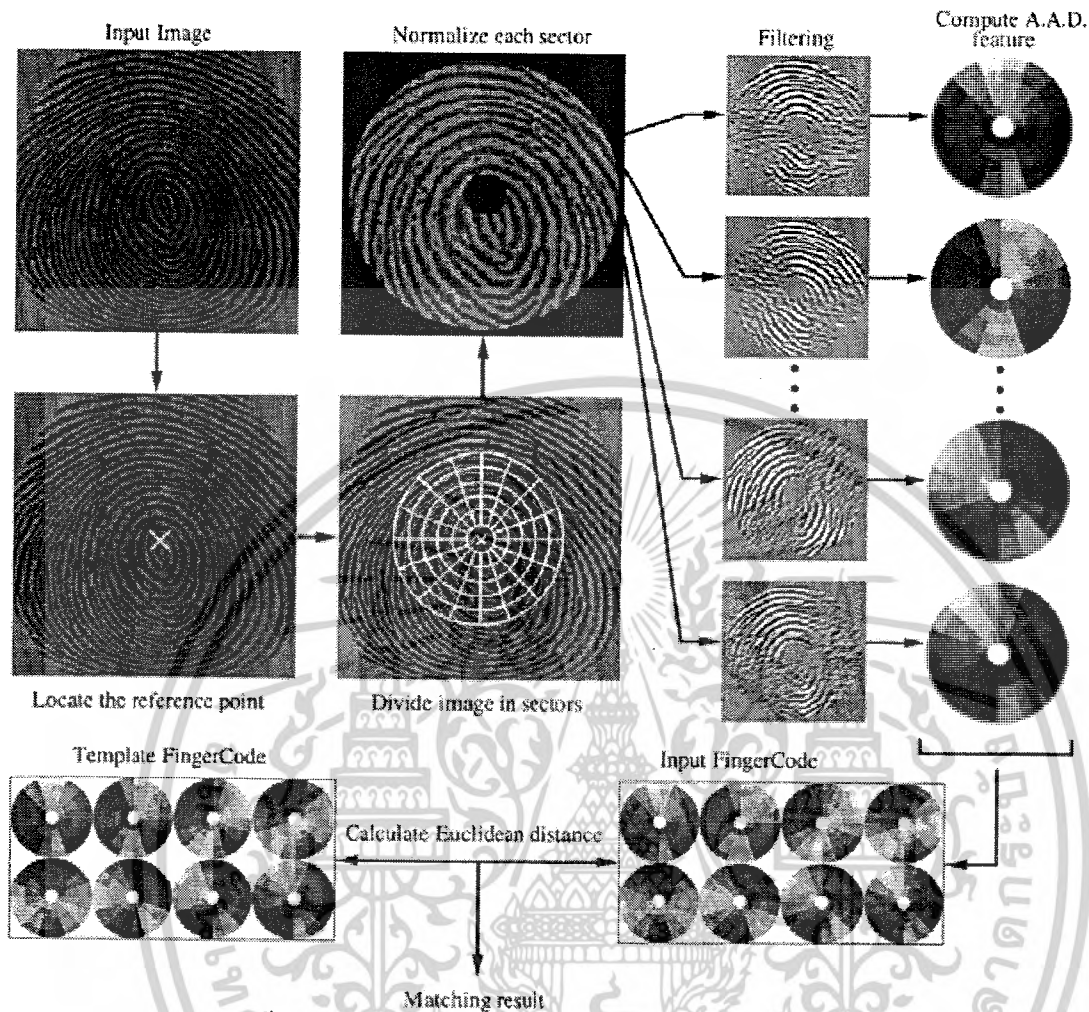 Input Image
Normalize each sector
Filtering
Compute A.A.D.
feature
Locate the reference point
Divide image in sectors
Template FingerCode
Input FingerCode
Calculate Euclidean distance
Matching result